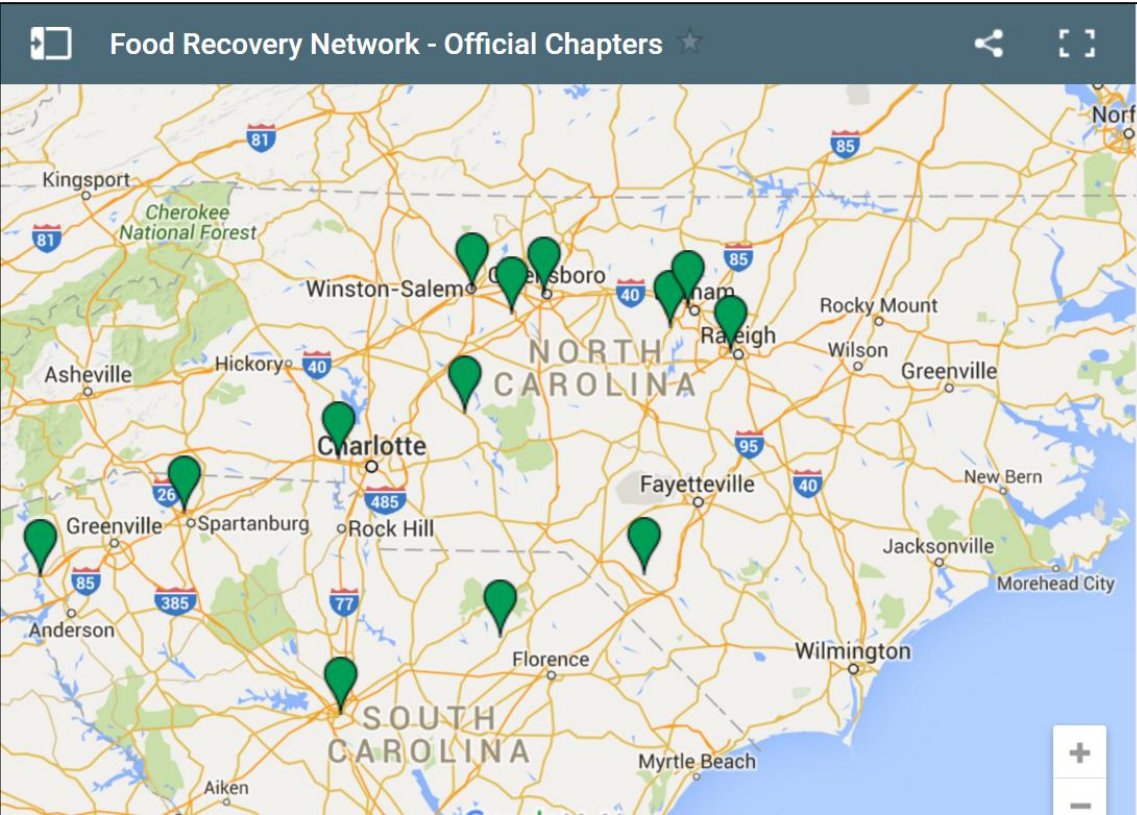 Food Recovery Network - Official Chapters
Norf
81
85
Kingsport
Cherokee
National Forest
81
85
Winston-Salem
40
Rocky Mount
Wilson
NORTH
CAROLINA
Hickory
40
Asheville
Greenville
Charlotte
95
26
485
Fayetteville
40
New Bern
Greenville
Spartanburg
Rock Hill
Jacksonville
85
385
77
Morehead City
Anderson
Florence
Wilmington
SOUTH
CAROLINA
Myrtle Beach
Aiken
+
−